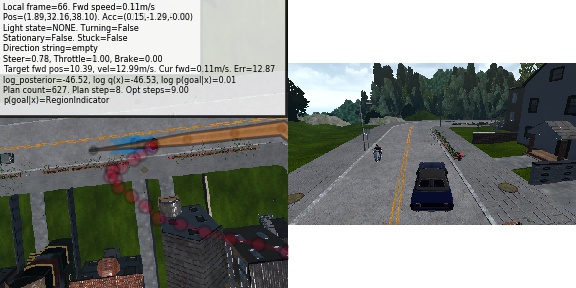 Local frame=66. Fwd speed=0.11m/s
Pos=(1.89,32.16,38.10). Acc=(0.15,-1.29,-0.00)
Light state=NONE. Turning=False
Stationary=False. Stuck=False
Direction string=empty
Steer=0.78, Throttle=1.00, Brake=0.00
Target fwd pos=10.39, vel=12.99m/s. Cur fwd=0.11m/s. Err=12.87
log_posterior=-46.52, log q(x)=-46.53, log p(goal|x)=0.01
Plan count=627. Plan step=8. Opt steps=9.00
p(goal|x)=RegionIndicator